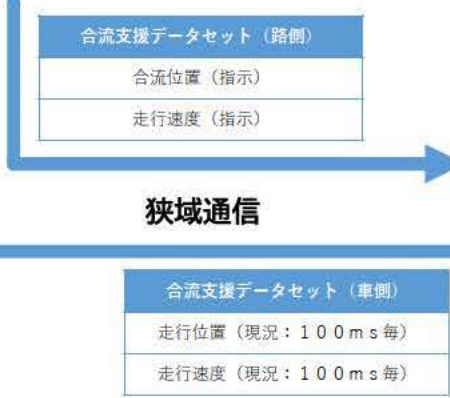 合流支援データセット（路側）
合流位置（指示）
走行速度（指示）
狭域通信
合流支援データセット（車側）
走行位置（現況：１００ｍｓ毎）
走行速度（現況：１００ｍｓ毎）